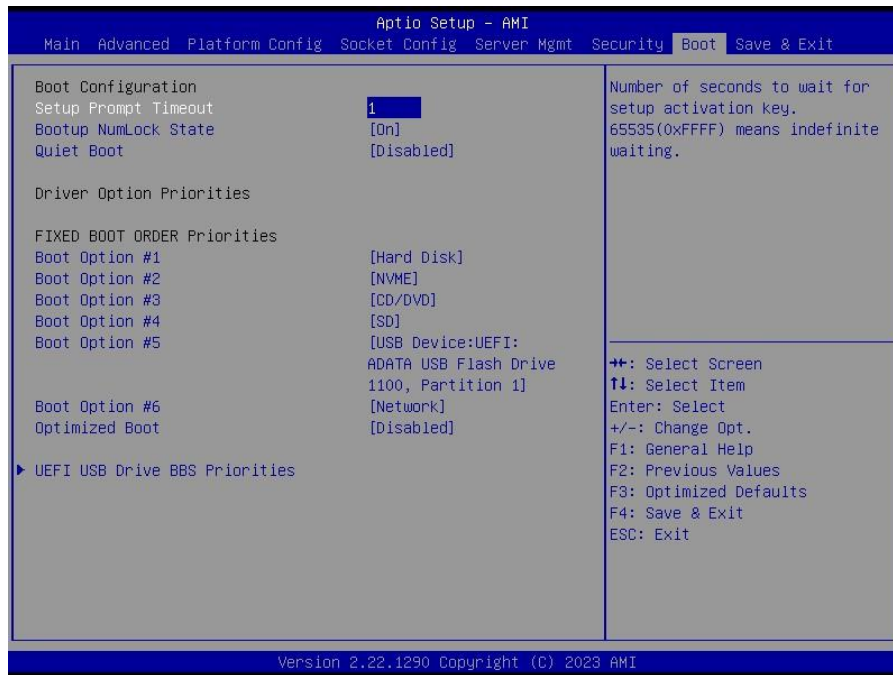 Aptio Setup - AMI
Main Advanced Platform Config Socket Config Server Mgmt Security Boot Save & Exit
Boot Configuration
Setup Prompt Timeout 1
Bootup NumLock State [On]
Quiet Boot [Disabled]
Driver Option Priorities
FIXED BOOT ORDER Priorities
Boot Option #1 [Hard Disk]
Boot Option #2 [NVME]
Boot Option #3 [CD/DVD]
Boot Option #4 [SD]
Boot Option #5 [USB Device:UEFI:
ADATA USB Flash Drive
1100, Partition 1]
Boot Option #6 [Network]
Optimized Boot [Disabled]
UEFI USB Drive BBS Priorities
Number of seconds to wait for
setup activation key.
65535(0xFFFF) means indefinite
waiting.
→←: Select Screen
↑↓: Select Item
Enter: Select
+/-: Change Opt.
F1: General Help
F2: Previous Values
F3: Optimized Defaults
F4: Save & Exit
ESC: Exit
Version 2.22.1290 Copyright (C) 2023 AMI